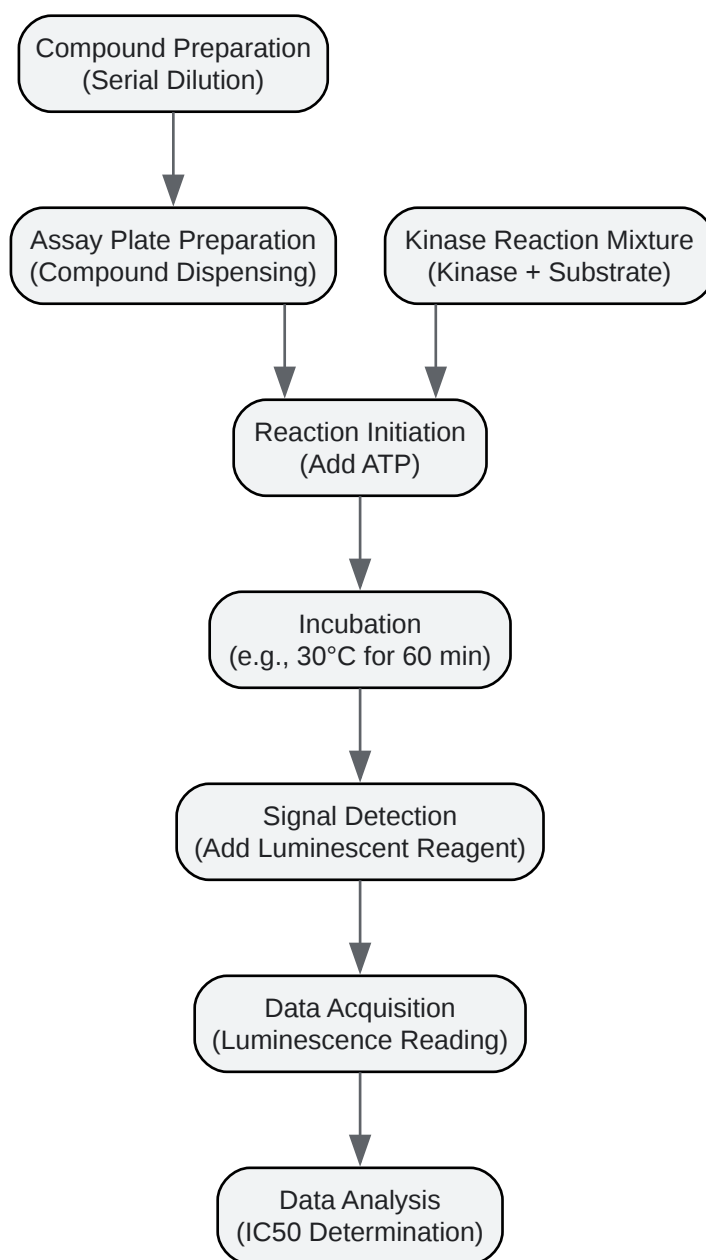 Compound Preparation
(Serial Dilution)
Assay Plate Preparation
(Compound Dispensing)
Kinase Reaction Mixture
(Kinase + Substrate)
Reaction Initiation
(Add ATP)
Incubation
(e.g., 30°C for 60 min)
Signal Detection
(Add Luminescent Reagent)
Data Acquisition
(Luminescence Reading)
Data Analysis
(IC50 Determination)